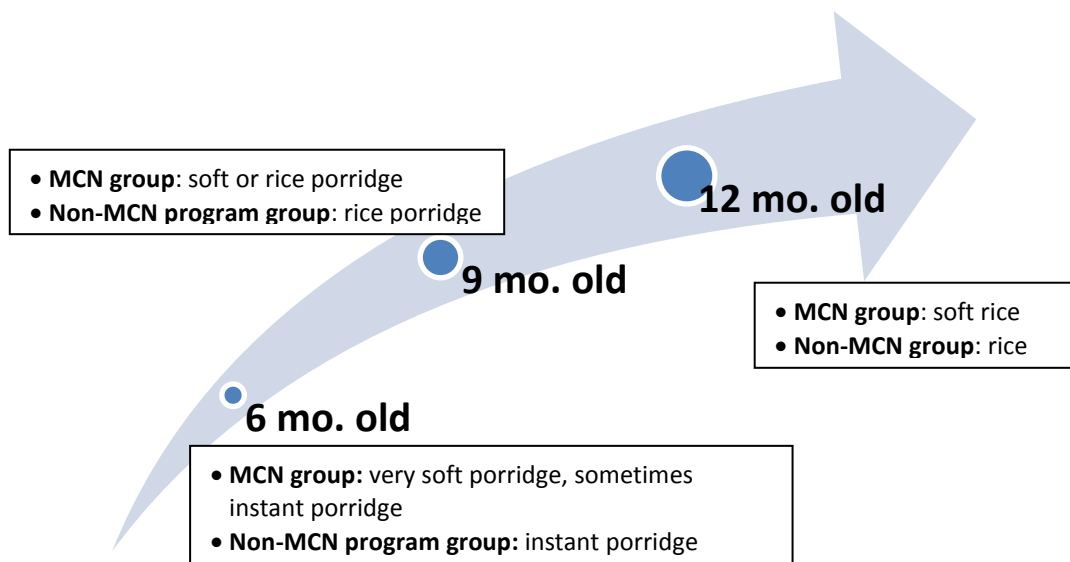 • MCN group: soft or rice porridge
• Non-MCN program group: rice porridge
12 mo. old
9 mo. old
• MCN group: soft rice
• Non-MCN group: rice
6 mo. old
• MCN group: very soft porridge, sometimes
instant porridge
• Non-MCN program group: instant porridge